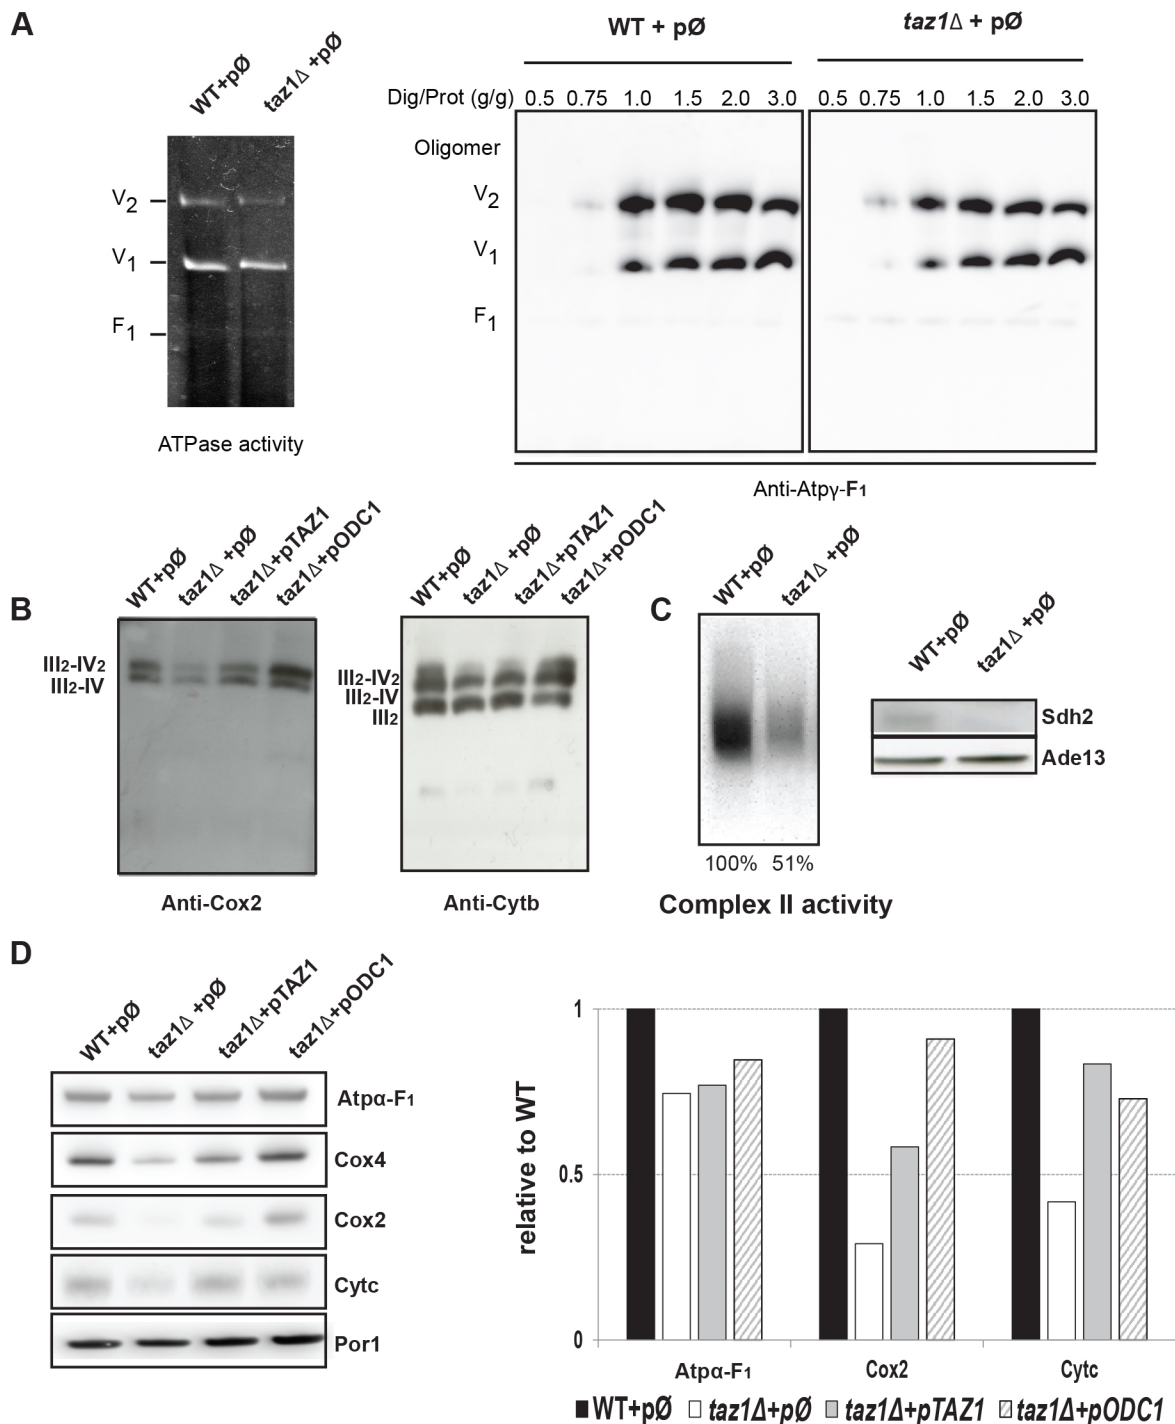 A
WT+pØ
taz1Δ +pØ
V2
V1
F1
ATPase activity
WT + pØ
taz1Δ + pØ
Dig/Prot (g/g) 0.5 0.75 1.0 1.5 2.0 3.0 0.5 0.75 1.0 1.5 2.0 3.0
Oligomer
V2
V1
F1
Anti-Atpγ-F1
B
WT+pØ
taz1Δ +pØ
taz1Δ+pTAZ1
taz1Δ+pODC1
III2-IV2
III2-IV
Anti-Cox2
WT+pØ
taz1Δ +pØ
taz1Δ+pTAZ1
taz1Δ+pODC1
III2-IV2
III2-IV
III2
Anti-Cytb
C
WT+pØ
taz1Δ +pØ
100% 51%
Complex II activity
WT+pØ
taz1Δ +pØ
Sdh2
Ade13
D
WT+pØ
taz1Δ +pØ
taz1Δ+pTAZ1
taz1Δ+pODC1
Atpα-F1
Cox4
Cox2
Cytc
Por1
relative to WT
1
0.5
0
Atpα-F1 Cox2 Cytc
WT+pØ taz1Δ+pØ taz1Δ+pTAZ1 taz1Δ+pODC1